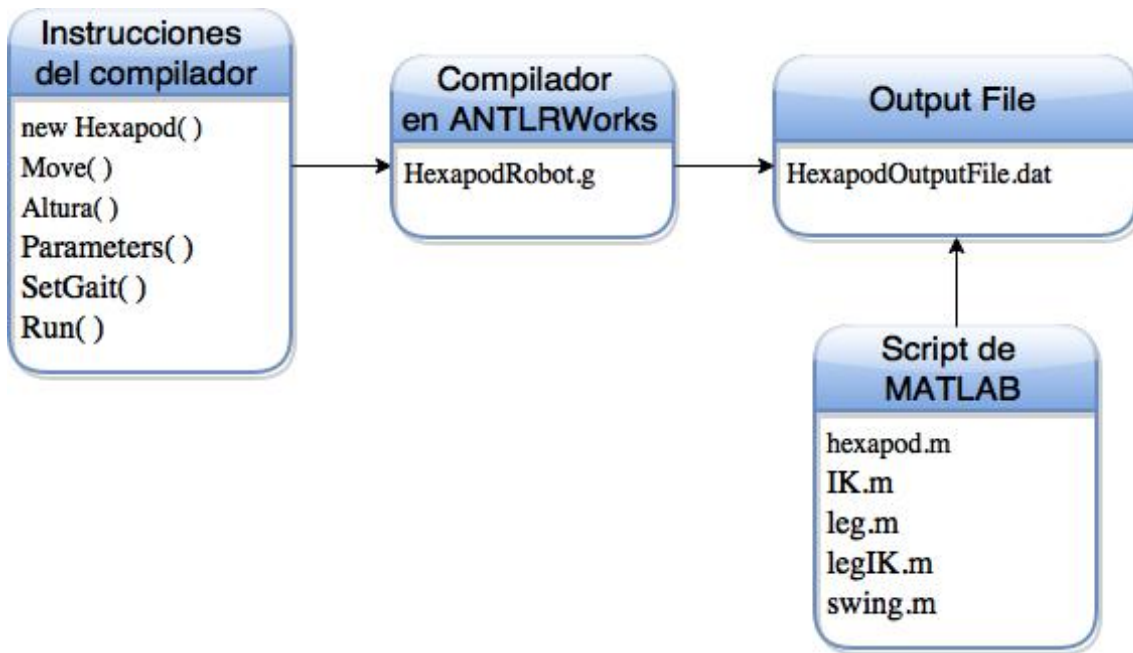 Instrucciones
del compilador
new Hexapod( )
Move( )
Altura( )
Parameters( )
SetGait( )
Run( )
Compilador
en ANTLRWorks
HexapodRobot.g
Output File
HexapodOutputFile.dat
Script de
MATLAB
hexapod.m
IK.m
leg.m
legIK.m
swing.m